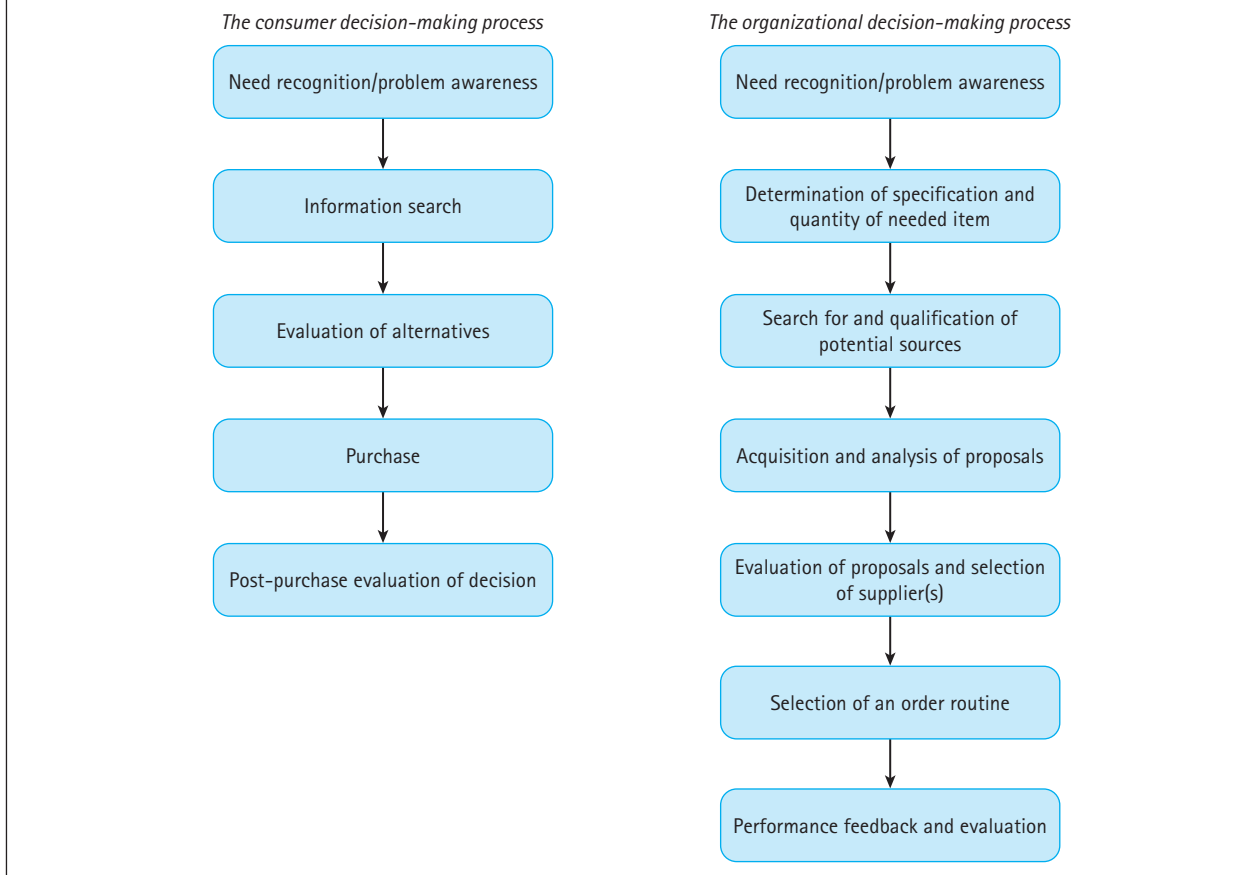 The consumer decision-making process
Need recognition/problem awareness
Information search
Evaluation of alternatives
Purchase
Post-purchase evaluation of decision
The organizational decision-making process
Need recognition/problem awareness
Determination of specification and
quantity of needed item
Search for and qualification of
potential sources
Acquisition and analysis of proposals
Evaluation of proposals and selection
of supplier(s)
Selection of an order routine
Performance feedback and evaluation